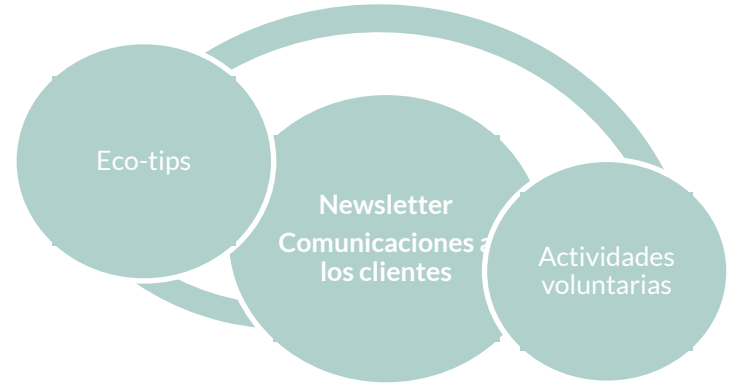 Eco-tips
Newsletter
Comunicaciones a
los clientes
Actividades
voluntarias